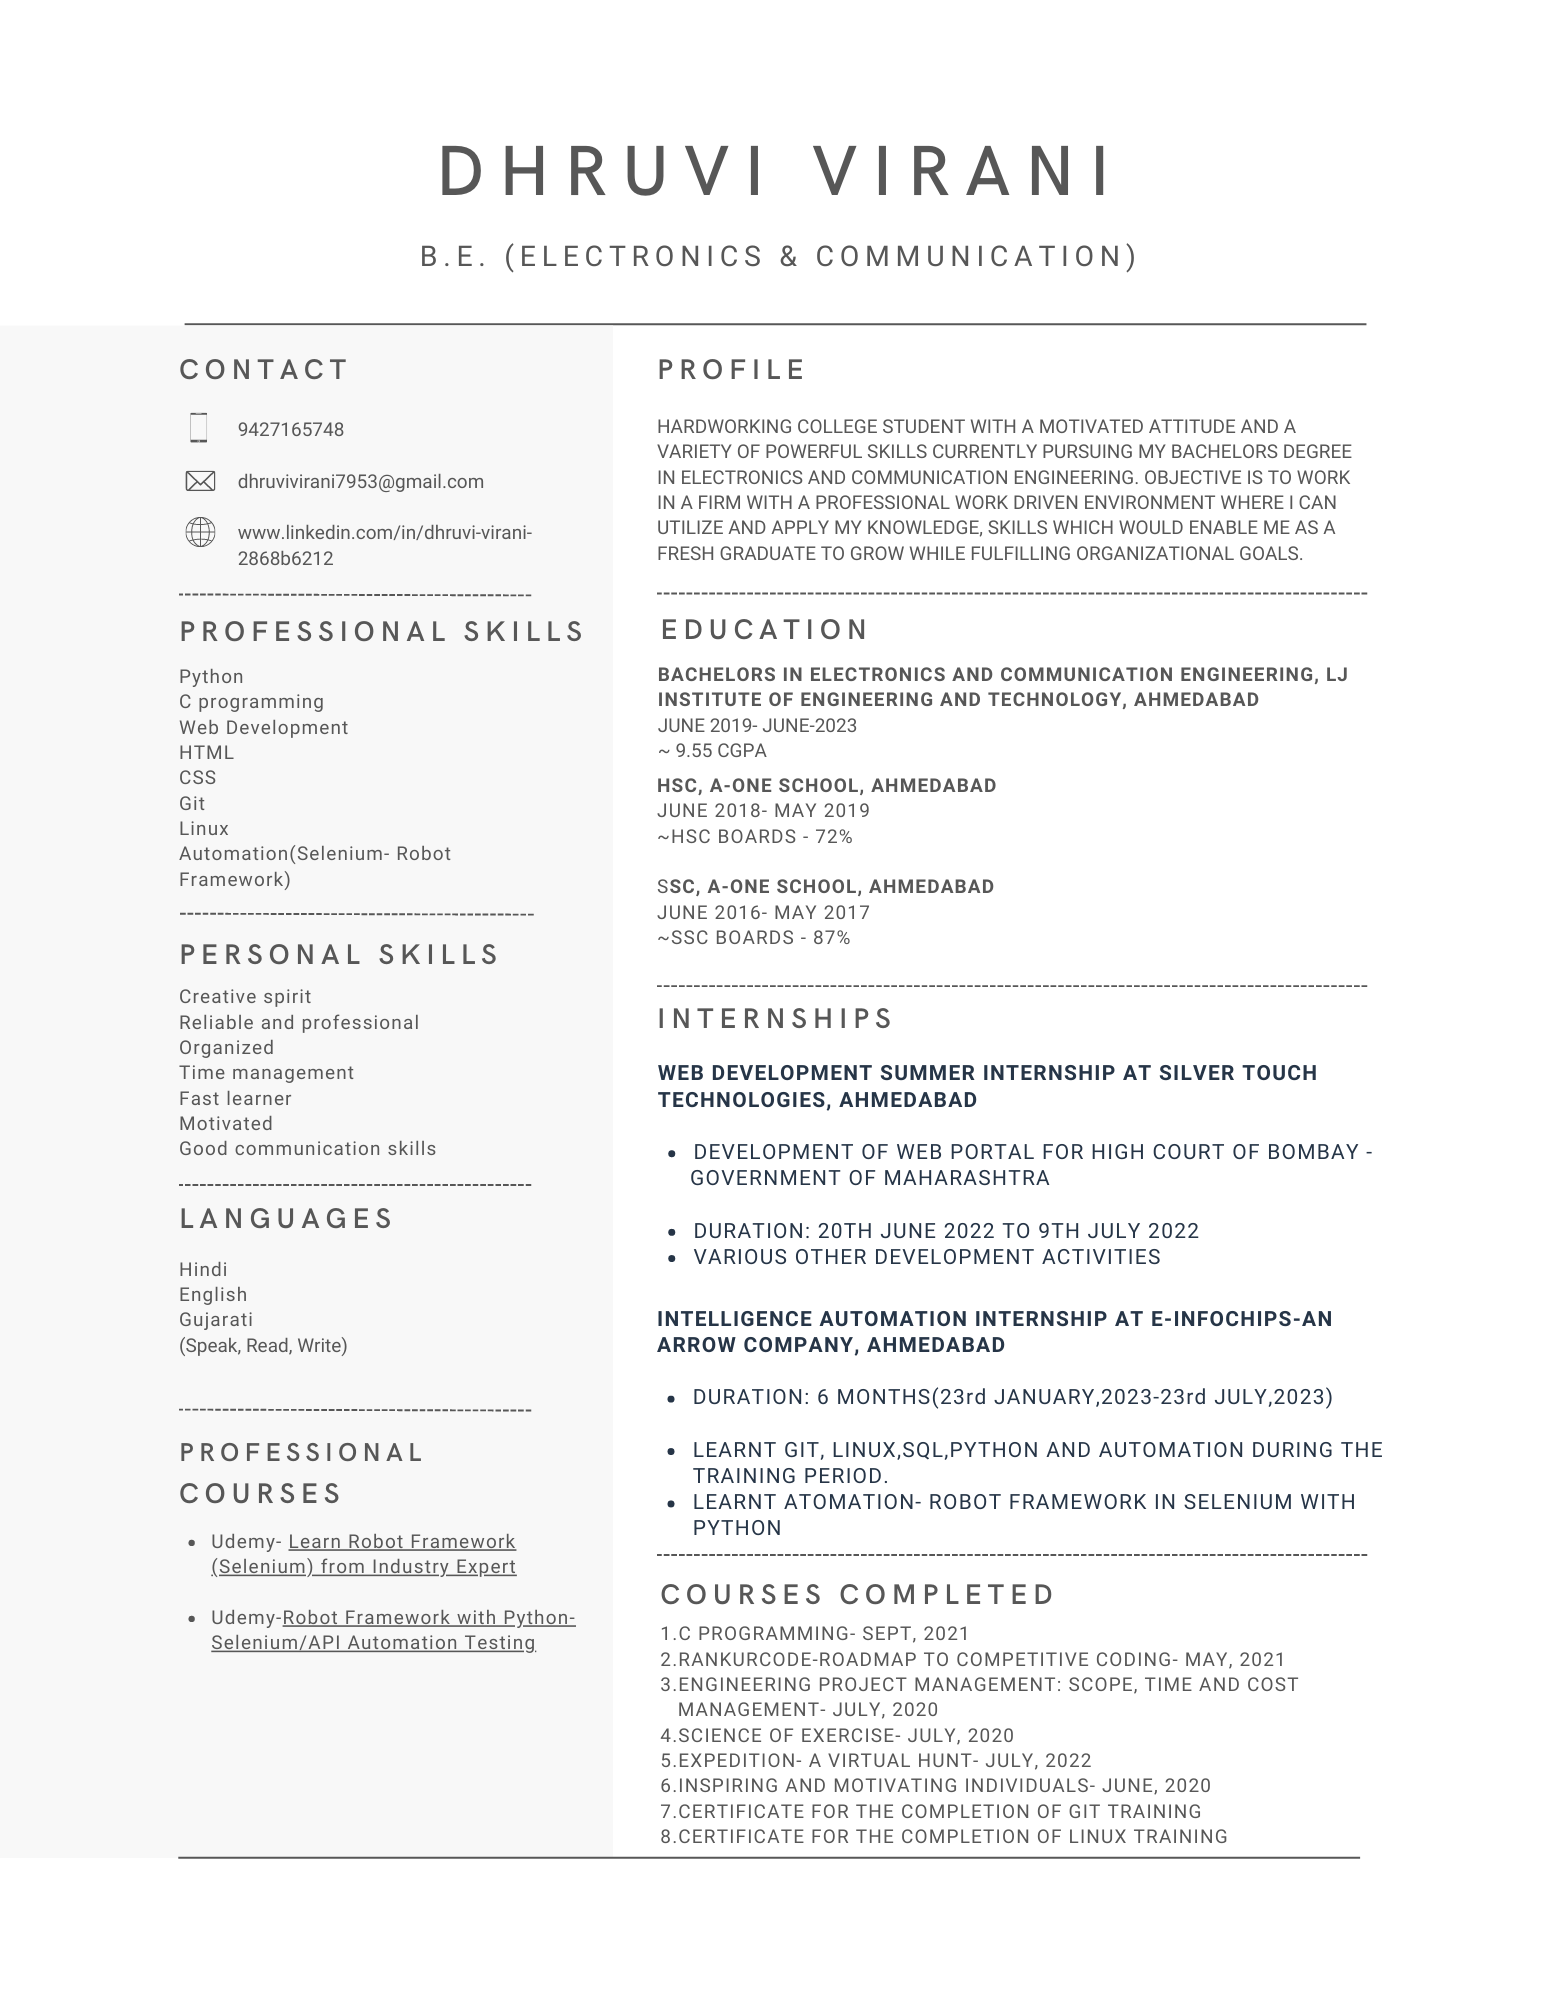 DHRUVI VIRANI
B.E. (ELECTRONICS & COMMUNICATION)
CONTACT
9427165748
dhruvivirani7953@gmail.com
www.linkedin.com/in/dhruvi-virani-
2868b6212
PROFESSIONAL SKILLS
Python
C programming
Web Development
HTML
CSS
Git
Linux
Automation(Selenium- Robot
Framework)
PERSONAL SKILLS
Creative spirit
Reliable and professional
Organized
Time management
Fast learner
Motivated
Good communication skills
LANGUAGES
Hindi
English
Gujarati
(Speak, Read, Write)
PROFESSIONAL
COURSES
• Udemy- Learn Robot Framework
(Selenium) from Industry Expert
• Udemy-Robot Framework with Python-
Selenium/API Automation Testing
PROFILE
HARDWORKING COLLEGE STUDENT WITH A MOTIVATED ATTITUDE AND A
VARIETY OF POWERFUL SKILLS CURRENTLY PURSUING MY BACHELORS DEGREE
IN ELECTRONICS AND COMMUNICATION ENGINEERING. OBJECTIVE IS TO WORK
IN A FIRM WITH A PROFESSIONAL WORK DRIVEN ENVIRONMENT WHERE I CAN
UTILIZE AND APPLY MY KNOWLEDGE, SKILLS WHICH WOULD ENABLE ME AS A
FRESH GRADUATE TO GROW WHILE FULFILLING ORGANIZATIONAL GOALS.
EDUCATION
BACHELORS IN ELECTRONICS AND COMMUNICATION ENGINEERING, LJ
INSTITUTE OF ENGINEERING AND TECHNOLOGY, AHMEDABAD
JUNE 2019- JUNE-2023
~ 9.55 CGPA
HSC, A-ONE SCHOOL, AHMEDABAD
JUNE 2018- MAY 2019
~HSC BOARDS - 72%
SSC, A-ONE SCHOOL, AHMEDABAD
JUNE 2016- MAY 2017
~SSC BOARDS - 87%
INTERNSHIPS
WEB DEVELOPMENT SUMMER INTERNSHIP AT SILVER TOUCH
TECHNOLOGIES, AHMEDABAD
• DEVELOPMENT OF WEB PORTAL FOR HIGH COURT OF BOMBAY -
GOVERNMENT OF MAHARASHTRA
• DURATION: 20TH JUNE 2022 TO 9TH JULY 2022
• VARIOUS OTHER DEVELOPMENT ACTIVITIES
INTELLIGENCE AUTOMATION INTERNSHIP AT E-INFOCHIPS-AN
ARROW COMPANY, AHMEDABAD
• DURATION: 6 MONTHS(23rd JANUARY,2023-23rd JULY,2023)
• LEARNT GIT, LINUX,SQL,PYTHON AND AUTOMATION DURING THE
TRAINING PERIOD.
• LEARNT ATOMATION- ROBOT FRAMEWORK IN SELENIUM WITH
PYTHON
COURSES COMPLETED
1.C PROGRAMMING- SEPT, 2021
2.RANKURCODE-ROADMAP TO COMPETITIVE CODING- MAY, 2021
3.ENGINEERING PROJECT MANAGEMENT: SCOPE, TIME AND COST
MANAGEMENT- JULY, 2020
4.SCIENCE OF EXERCISE- JULY, 2020
5.EXPEDITION- A VIRTUAL HUNT- JULY, 2022
6.INSPIRING AND MOTIVATING INDIVIDUALS- JUNE, 2020
7.CERTIFICATE FOR THE COMPLETION OF GIT TRAINING
8.CERTIFICATE FOR THE COMPLETION OF LINUX TRAINING